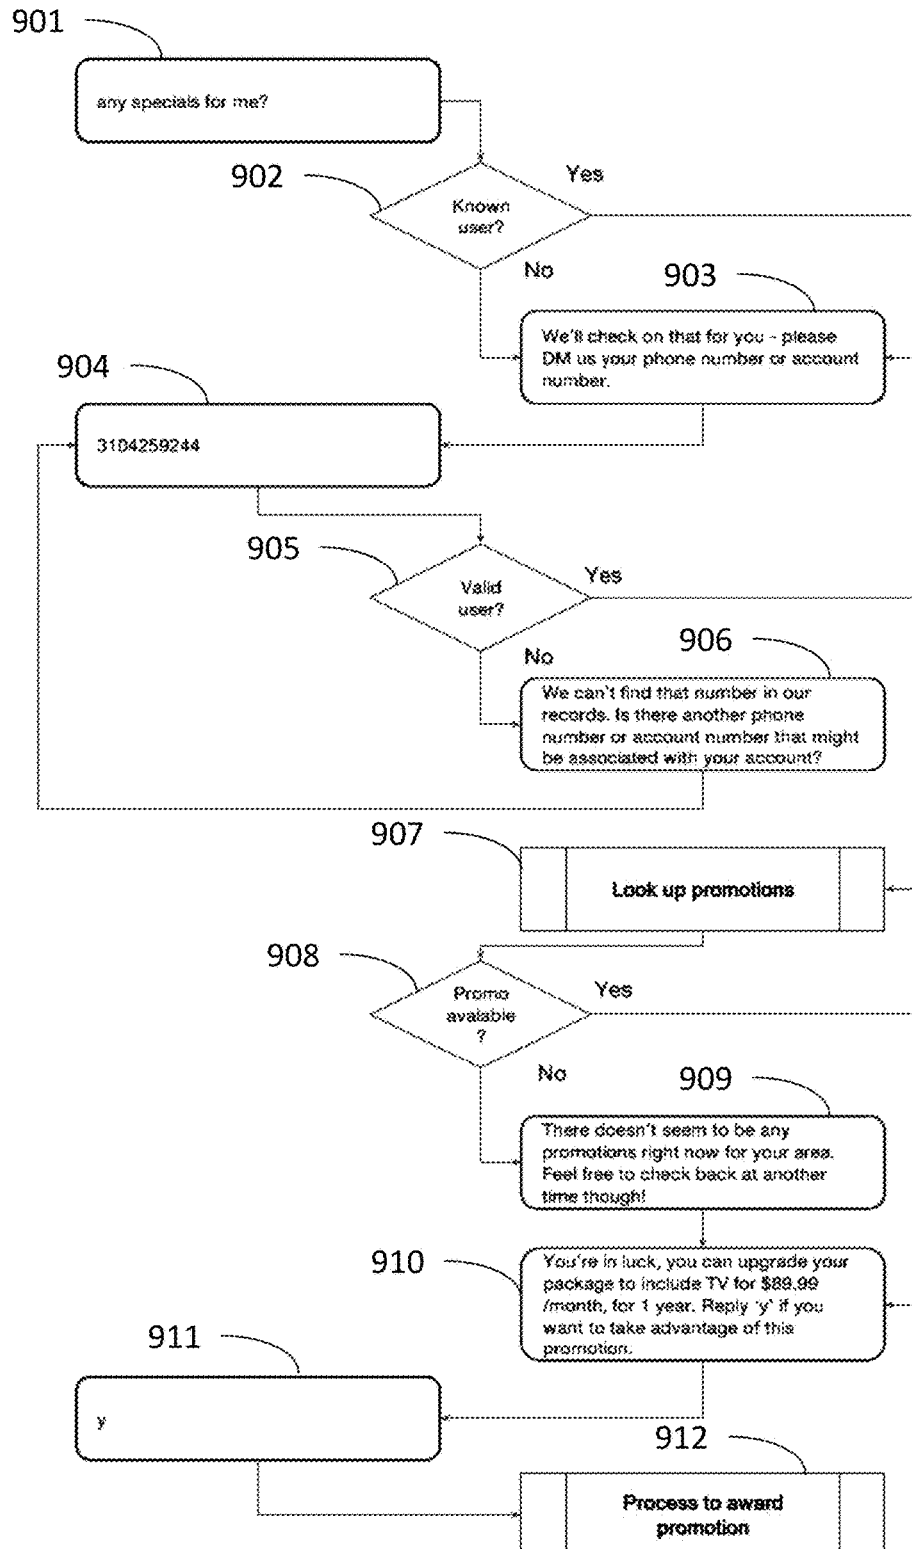 901
any specials for me?
902
Yes
Known
user?
No
903
We'll check on that for you - please
DM us your phone number or account
number.
904
3104259244
905
Yes
Valid
user?
No
906
We can't find that number in our
records. Is there another phone
number or account number that might
be associated with your account?
907
Look up promotions
908
Yes
Promo
avalable
?
No
909
There doesn't seem to be any
promotions right now for your area.
Feel free to check back at another
time though!
910
You're in luck, you can upgrade your
package to include TV for $89.99
/month, for 1 year. Reply 'y' if you
want to take advantage of this
promotion.
911
y
912
Process to award
promotion